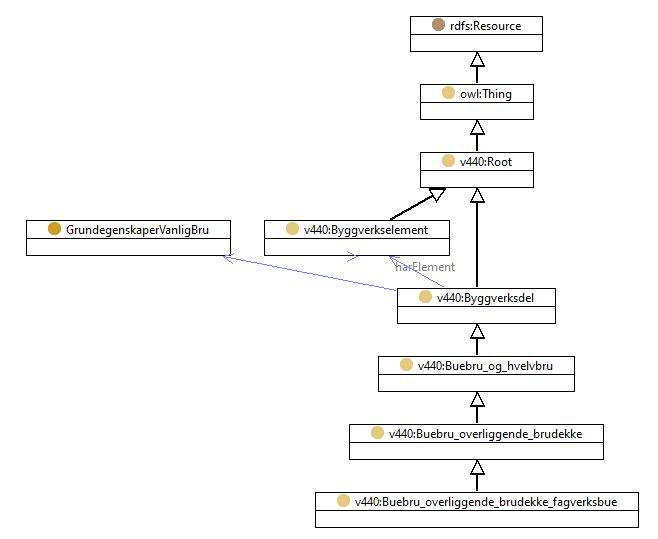 rdfs:Resource
owl:Thing
v440:Root
GrundegenskaperVanligBru
v440:Byggverkselement
harElement
v440:Byggverksdel
v440:Buebru_og_hvelvbru
v440:Buebru_overliggende_brudekke
v440:Buebru_overliggende_brudekke_fagverksbue